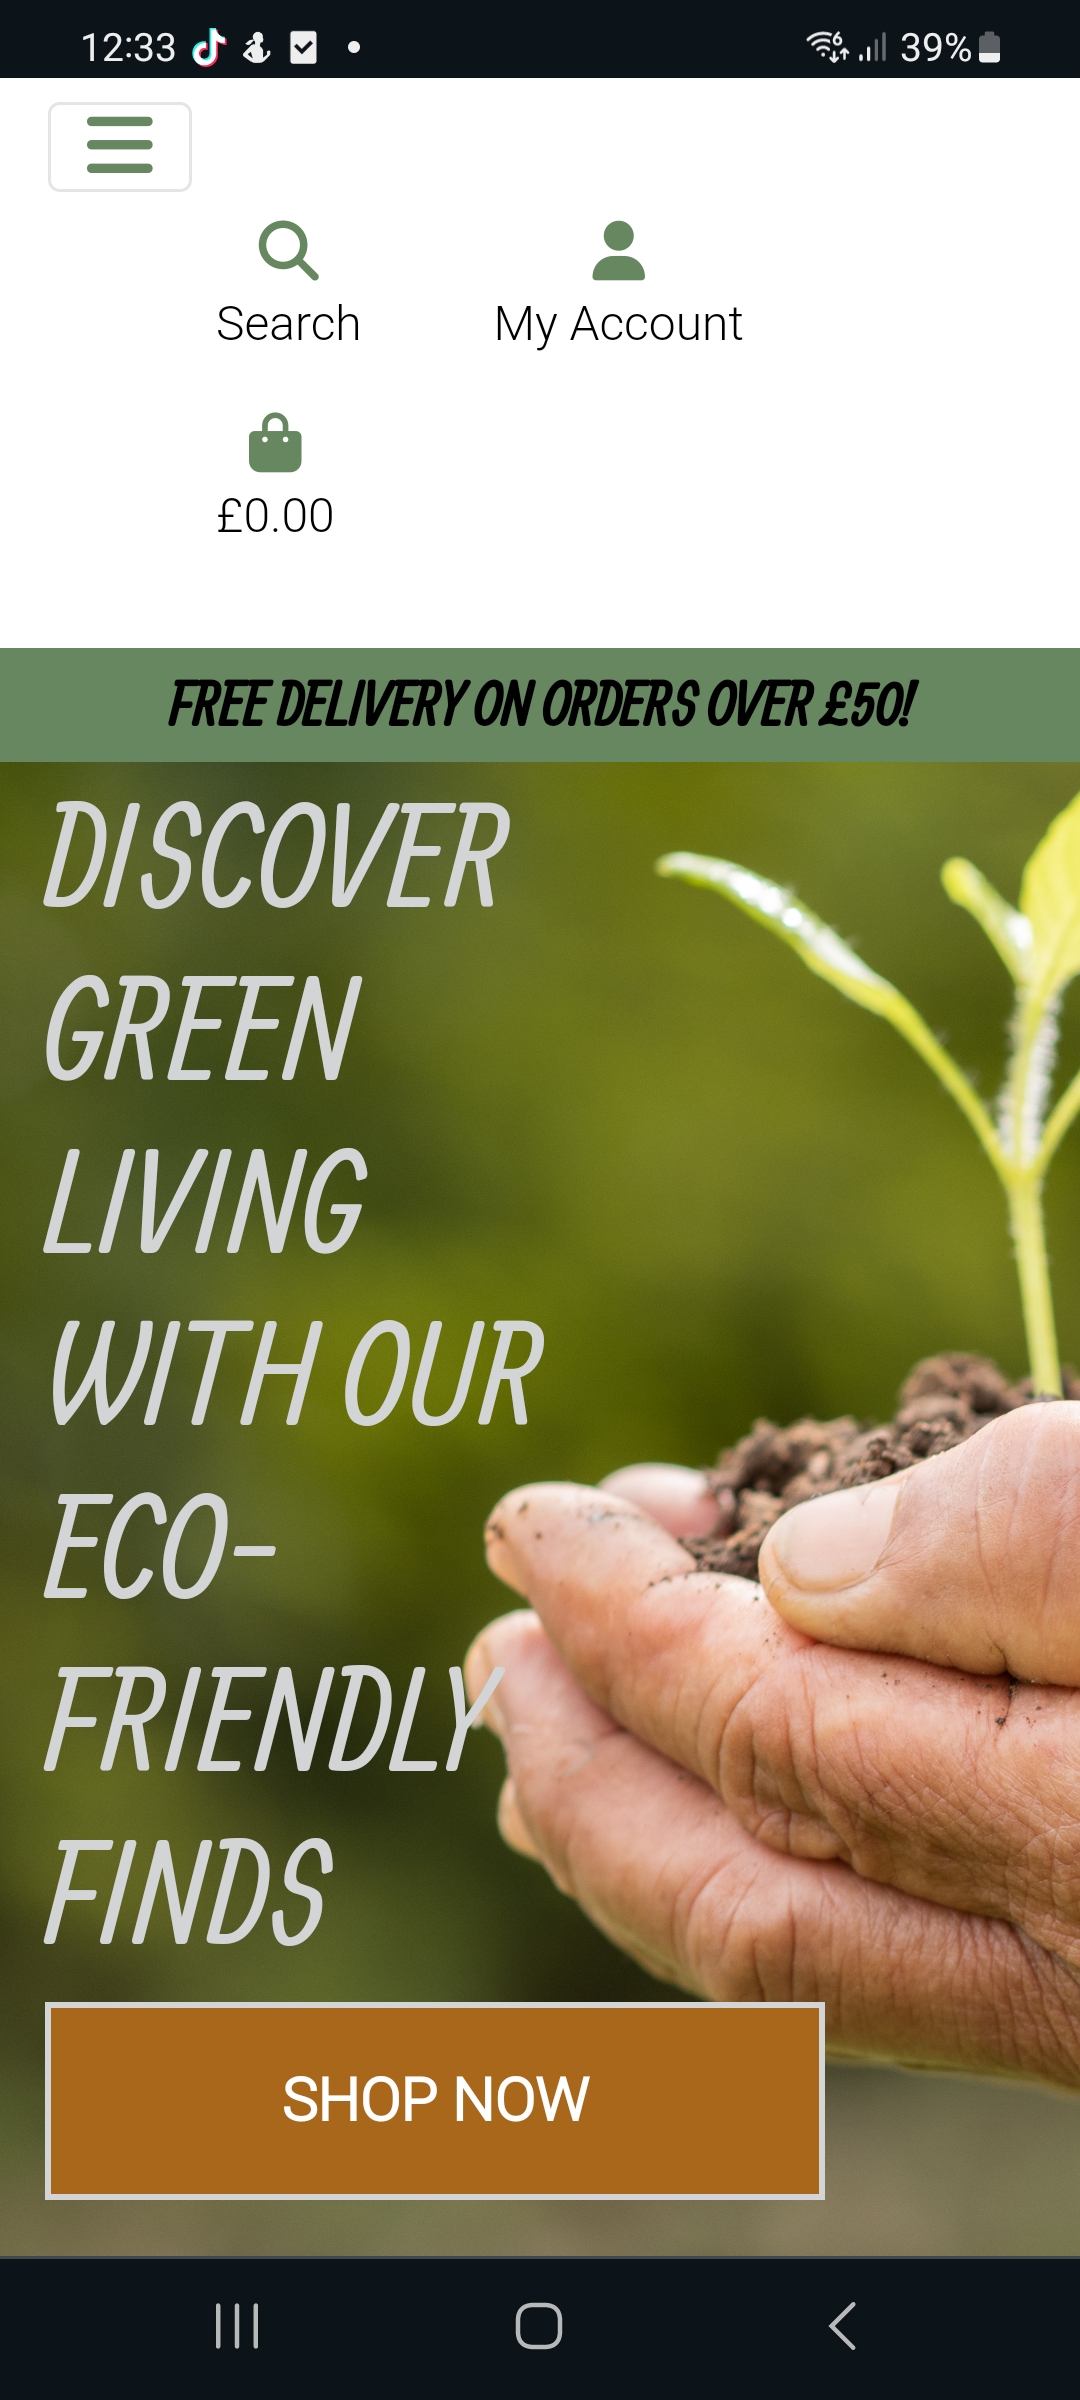 12:33
39%
Search
My Account
£0.00
FREE DELIVERY ON ORDERS OVER £50!
DISCOVER
GREEN
LIVING
WITH OUR
ECO-
FRIENDLY
FINDS
SHOP NOW